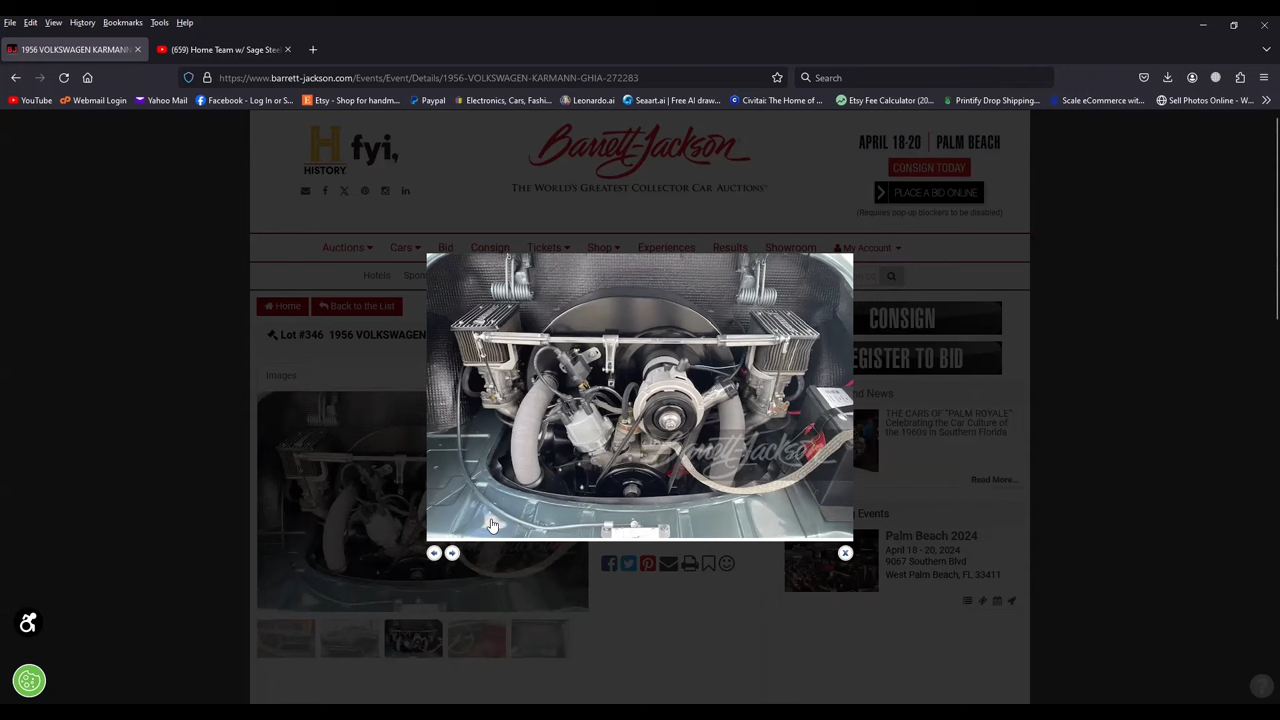 File Edit View History Bookmarks Tools Help
1956 VOLKSWAGEN KARMANN
(659) Home Team w/ Sage Stee
https://www.barrett-jackson.com/Events/Event/Details/1956-VOLKSWAGEN-KARMANN-GHIA-272283
Search
YouTube Webmail Login Yahoo Mail Facebook - Log In or S... Etsy - Shop for handm... Paypal Electronics, Cars, Fashi... Leonardo.ai Seaart.ai | Free AI draw... Civitai: The Home of ... Etsy Fee Calculator (20... Printify Drop Shipping... Scale eCommerce wit... Sell Photos Online - W...
H HISTORY fyi,
Barrett-Jackson
THE WORLD'S GREATEST COLLECTOR CAR AUCTIONS
APRIL 18-20 | PALM BEACH
CONSIGN TODAY
PLACE A BID ONLINE
(Requires pop-up blockers to be disabled)
Auctions Cars Bid Consign Tickets Shop Experiences Results Showroom My Account
Hotels
Home Back to the List
Lot #346 1956 VOLKSWAGEN
Images
Barrett-Jackson
CONSIGN
EGISTER TO BID
nd News
THE CARS OF "PALM ROYALE"
Celebrating the Car Culture of
the 1960s in Southern Florida
Read More...
g Events
Palm Beach 2024
April 18 - 20, 2024
9067 Southern Blvd
West Palm Beach, FL 33411